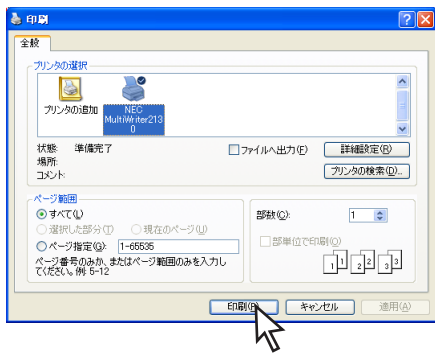 印刷
全般
プリンタの選択
プリンタの追加
NEC
MultiWriter213
0
状態: 準備完了
場所:
コメント:
ファイルへ出力(F)
詳細設定(R)
プリンタの検索(D)...
ページ範囲
すべて(L)
選択した部分(T) 現在のページ(U)
ページ指定(G): 1-65535
ページ番号のみか、またはページ範囲のみを入力し
てください。例: 5-12
部数(C): 1
部単位で印刷(O)
1 1 2 2 3 3
印刷(P) キャンセル 適用(A)